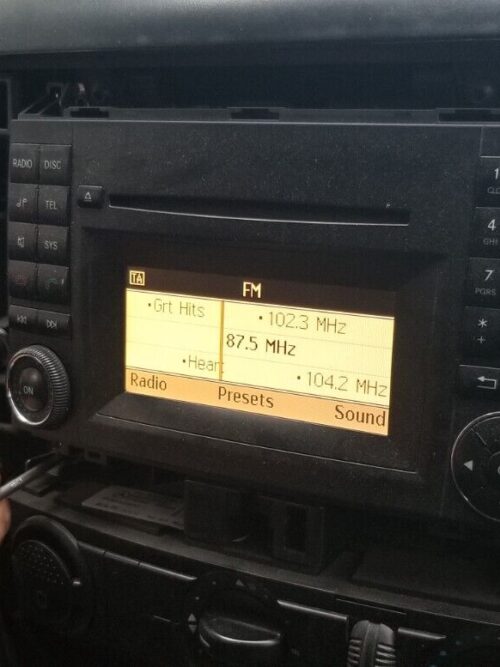 RADIO DISC
TEL
SYS
ON
TA
FM
•Grt Hits
•102.3 MHz
87.5 MHz
•Hear
•104.2 MHz
Radio
Presets
Sound
1
4
GHI
7
PQRS
*
+